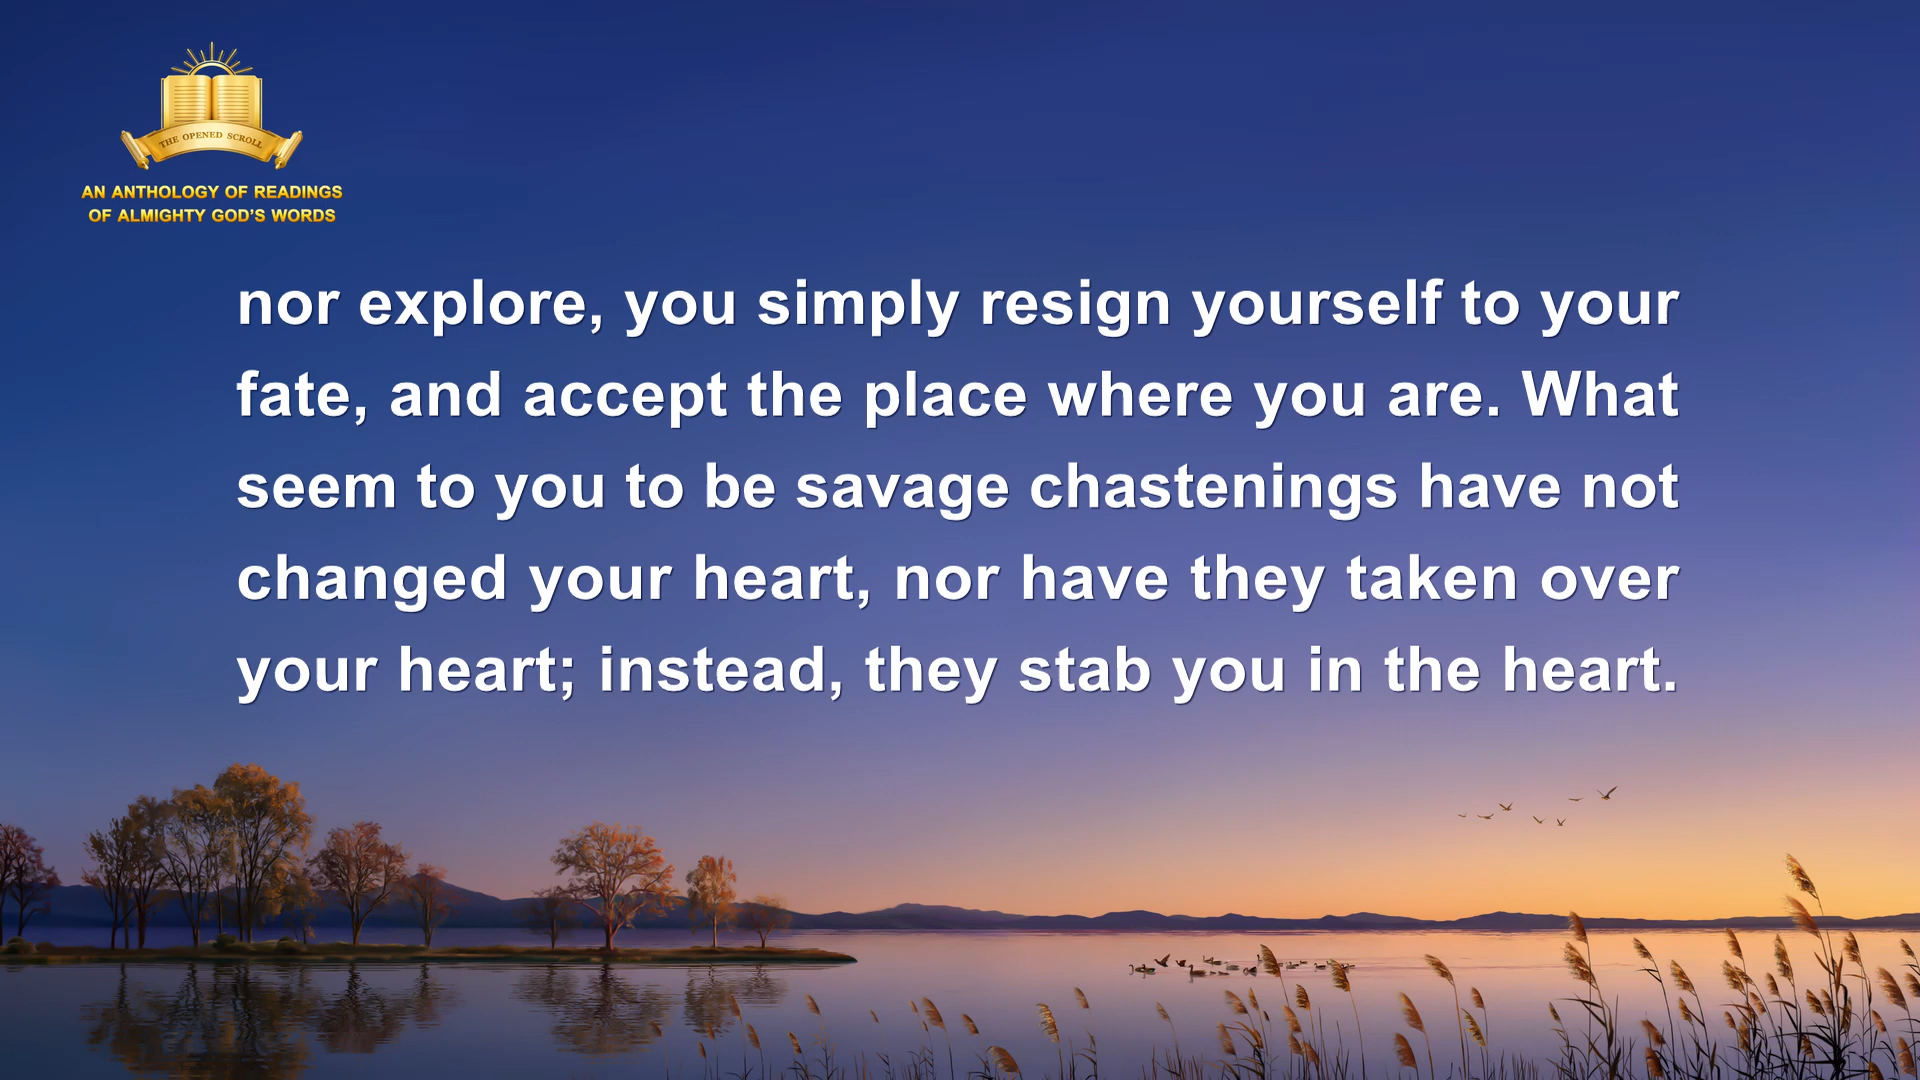 THE OPENED SCROLL
AN ANTHOLOGY OF READINGS
OF ALMIGHTY GOD'S WORDS
nor explore, you simply resign yourself to your
fate, and accept the place where you are. What
seem to you to be savage chastenings have not
changed your heart, nor have they taken over
your heart; instead, they stab you in the heart.